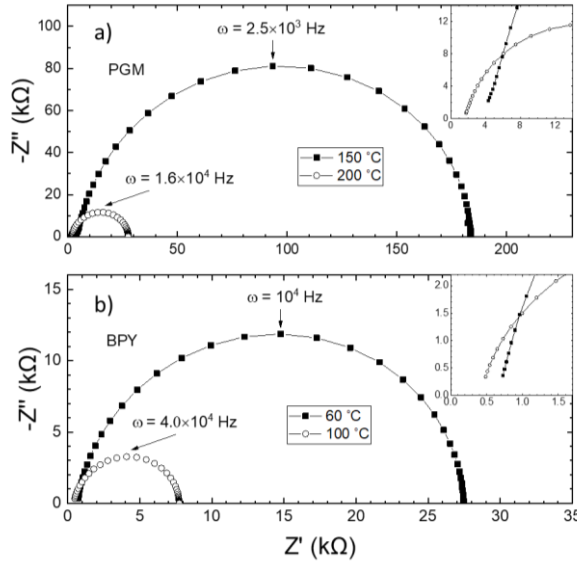 a)
PGM
ω = 2.5×10³ Hz
ω = 1.6×10⁴ Hz
150 °C
200 °C
-Z'' (kΩ)
100
80
60
40
20
0
0 50 100 150 200
12
8
4
0
0 4 8 12
b)
BPY
ω = 10⁴ Hz
ω = 4.0×10⁴ Hz
60 °C
100 °C
-Z'' (kΩ)
15
10
5
0
0 5 10 15 20 25 30 35
2.0
1.5
1.0
0.5
0.0
0.0 0.5 1.0 1.5
Z' (kΩ)